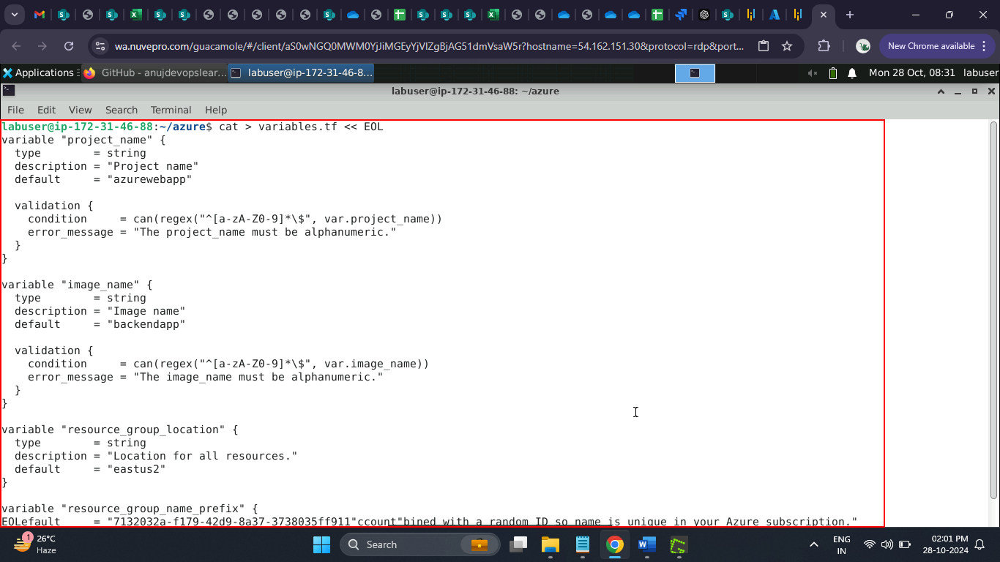 wa.nuvepro.com/guacamole/#/client/aS0wNGQ0MWM0YjJiMGEyYjVlZgBjAG51dmVsaW5r?hostname=54.162.151.30&protocol=rdp&port...
New Chrome available
Applications
GitHub - anujdevopslear...
labuser@ip-172-31-46-8...
Mon 28 Oct, 08:31
labuser
labuser@ip-172-31-46-88: ~/azure
File Edit View Search Terminal Help
labuser@ip-172-31-46-88:~/azure$ cat > variables.tf << EOL
variable "project_name" {
  type        = string
  description = "Project name"
  default     = "azurewebapp"
  validation {
    condition     = can(regex("^[a-zA-Z0-9]*\$", var.project_name))
    error_message = "The project_name must be alphanumeric."
  }
}
variable "image_name" {
  type        = string
  description = "Image name"
  default     = "backendapp"
  validation {
    condition     = can(regex("^[a-zA-Z0-9]*\$", var.image_name))
    error_message = "The image_name must be alphanumeric."
  }
}
variable "resource_group_location" {
  type        = string
  description = "Location for all resources."
  default     = "eastus2"
}
variable "resource_group_name_prefix" {
EOLefault     = "7132032a-f179-42d9-8a37-3738035ff911"ccount"bined with a random ID so name is unique in your Azure subscription."
1
26°C
Haze
Search
ENG
IN
02:01 PM
28-10-2024